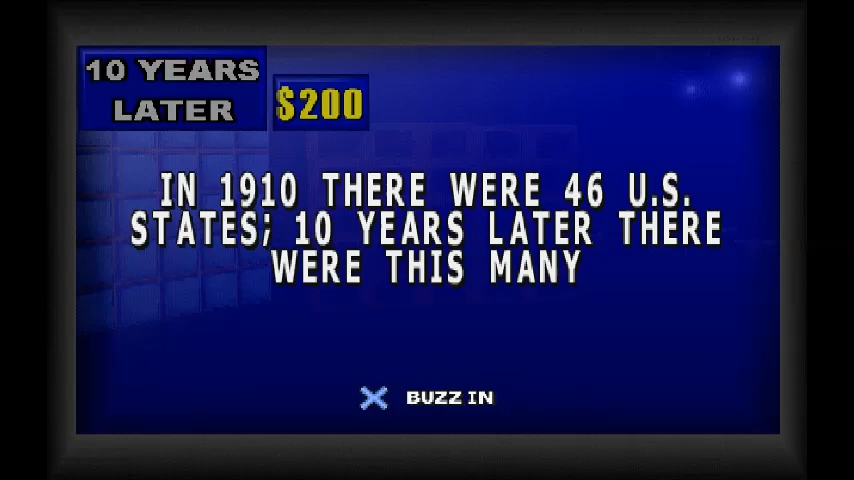 10 YEARS
LATER
$200
IN 1910 THERE WERE 46 U.S.
STATES; 10 YEARS LATER THERE
WERE THIS MANY
BUZZ IN